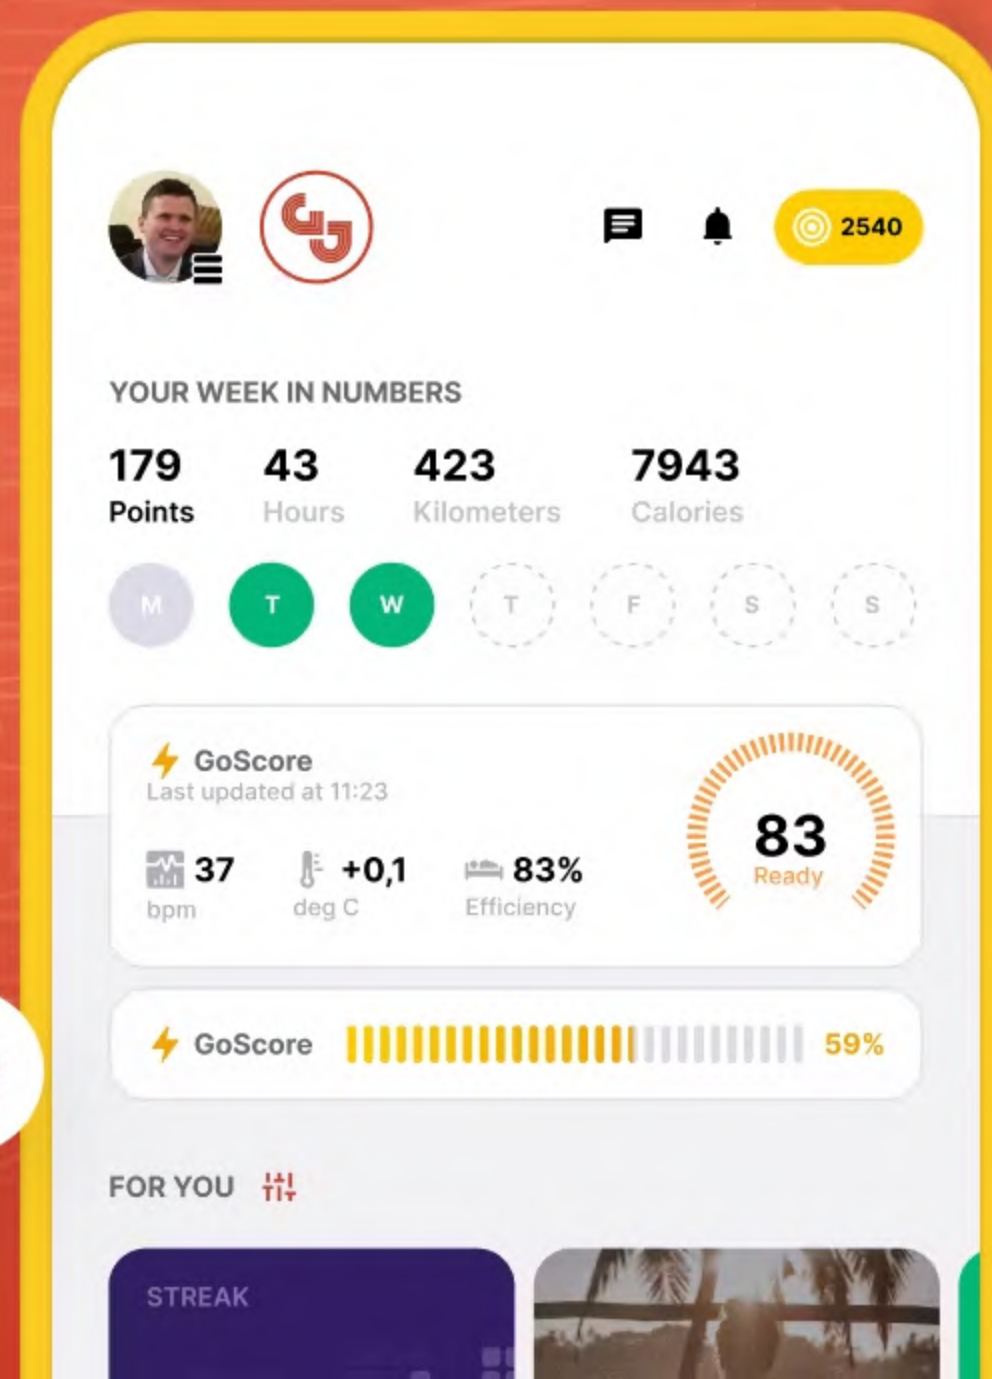 2540
YOUR WEEK IN NUMBERS
179 43 423 7943
Points Hours Kilometers Calories
M T W T F S S
GoScore
Last updated at 11:23
37 +0,1 83%
bpm deg C Efficiency
83
Ready
GoScore 59%
FOR YOU
STREAK